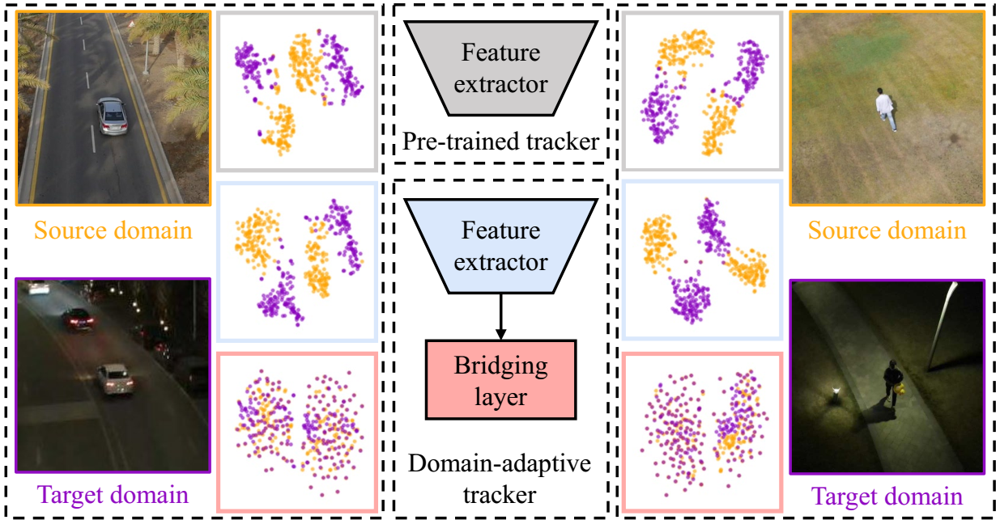 Source domain
Target domain
Feature
extractor
Pre-trained tracker
Feature
extractor
Bridging
layer
Domain-adaptive
tracker
Source domain
Target domain